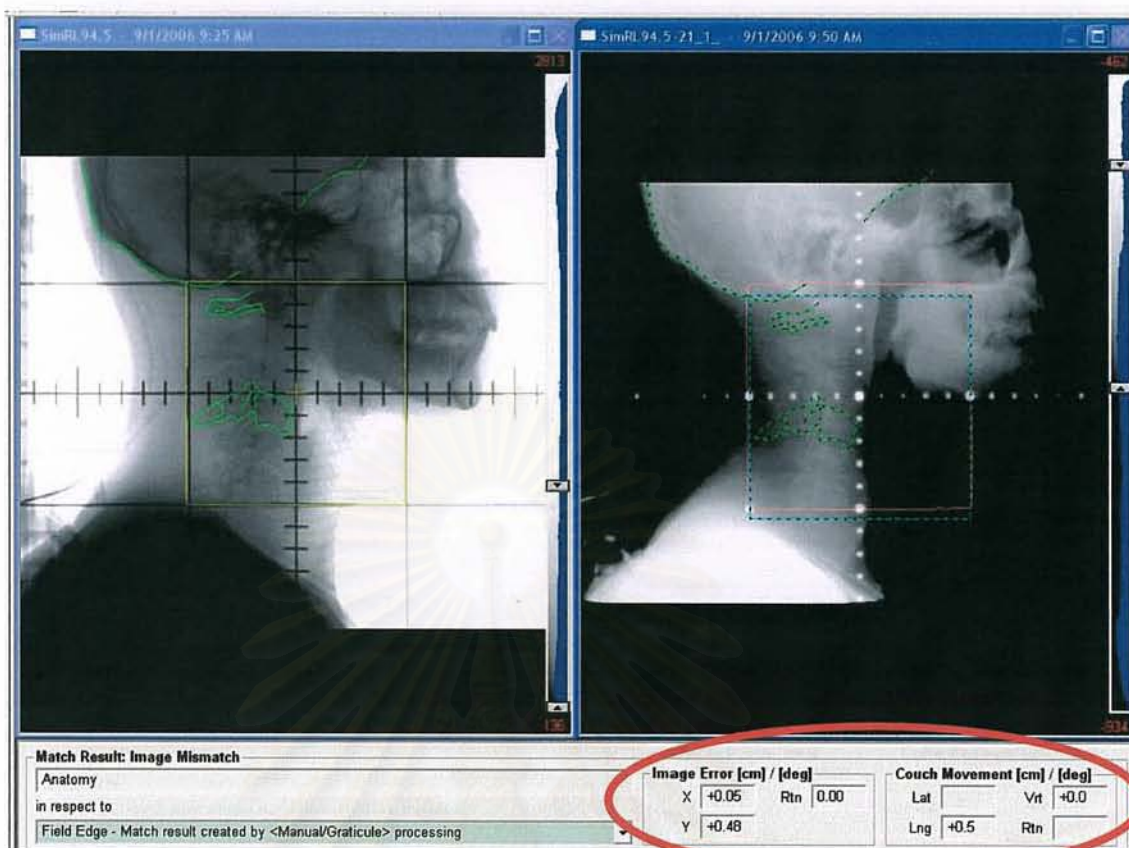 SimRL94.5 - 9/1/2006 9:25 AM
SimRL94.5-21_1_ - 9/1/2006 9:50 AM
2813
-482
136
-934
Match Result: Image Mismatch
Anatomy
in respect to
Field Edge - Match result created by <Manual/Graticule> processing
Image Error [cm] / [deg]
X +0.05 Rtn 0.00
Y +0.48
Couch Movement [cm] / [deg]
Lat Vrt +0.0
Lng +0.5 Rtn